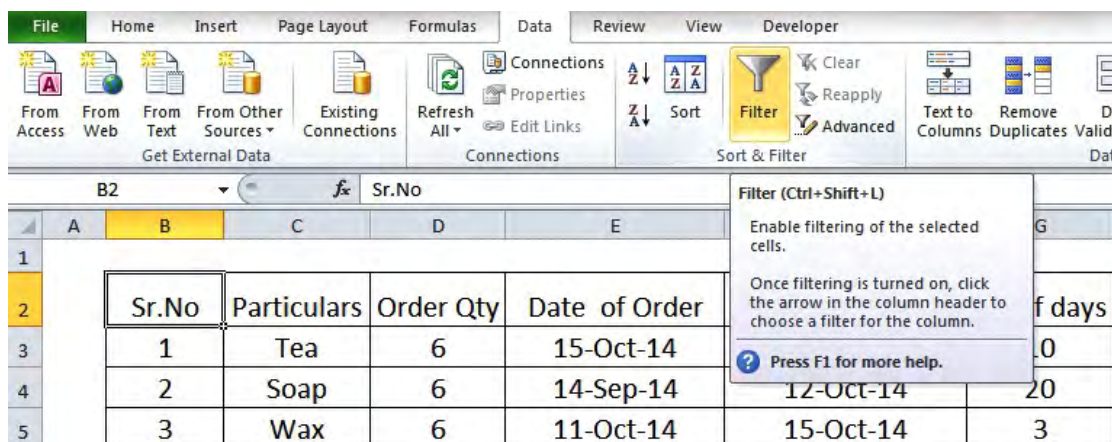 File Home Insert Page Layout Formulas Data Review View Developer
From Access
From Web
From Text
From Other Sources
Existing Connections
Get External Data
Refresh All
Connections
Properties
Edit Links
Connections
Sort
Filter
Clear
Reapply
Advanced
Sort & Filter
Text to Columns
Remove Duplicates
B2 fx Sr.No
Filter (Ctrl+Shift+L)
Enable filtering of the selected
cells.
Once filtering is turned on, click
the arrow in the column header to
choose a filter for the column.
Press F1 for more help.
A B C D E G
1
2 Sr.No Particulars Order Qty Date of Order f days
3 1 Tea 6 15-Oct-14
4 2 Soap 6 14-Sep-14 12-Oct-14 20
5 3 Wax 6 11-Oct-14 15-Oct-14 3